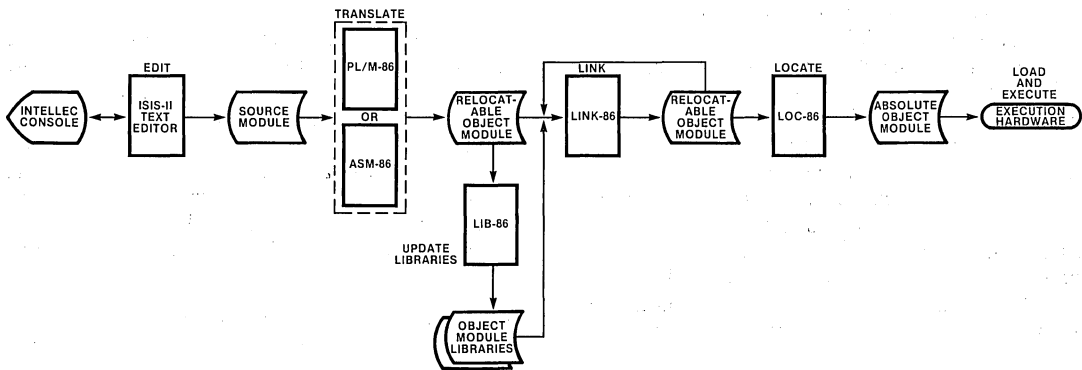 TRANSLATE
PL/M-86
OR
ASM-86
EDIT
ISIS-II
TEXT
EDITOR
INTELLEC
CONSOLE
SOURCE
MODULE
RELOCAT-
ABLE
OBJECT
MODULE
LINK
LINK-86
RELOCAT-
ABLE
OBJECT
MODULE
LOCATE
LOC-86
ABSOLUTE
OBJECT
MODULE
LOAD
AND
EXECUTE
EXECUTION
HARDWARE
LIB-86
UPDATE
LIBRARIES
OBJECT
MODULE
LIBRARIES